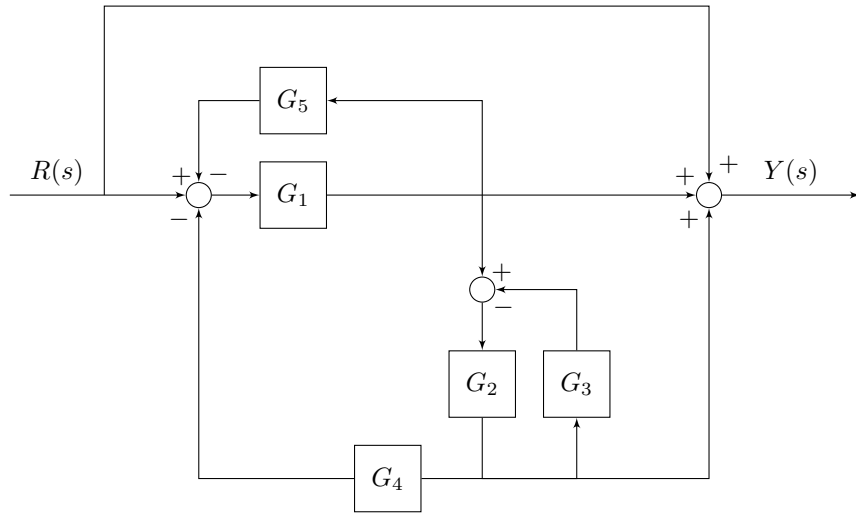 G5
R(s) + − G1 + + Y(s)
− +
+
−
G2 G3
G4